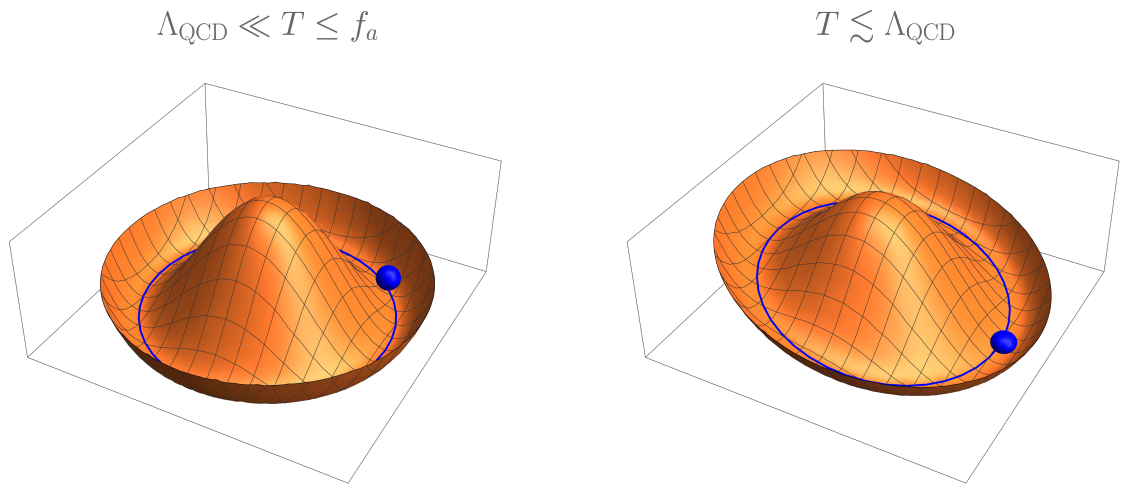 Λ_QCD ≪ T ≤ f_a
T ≲ Λ_QCD